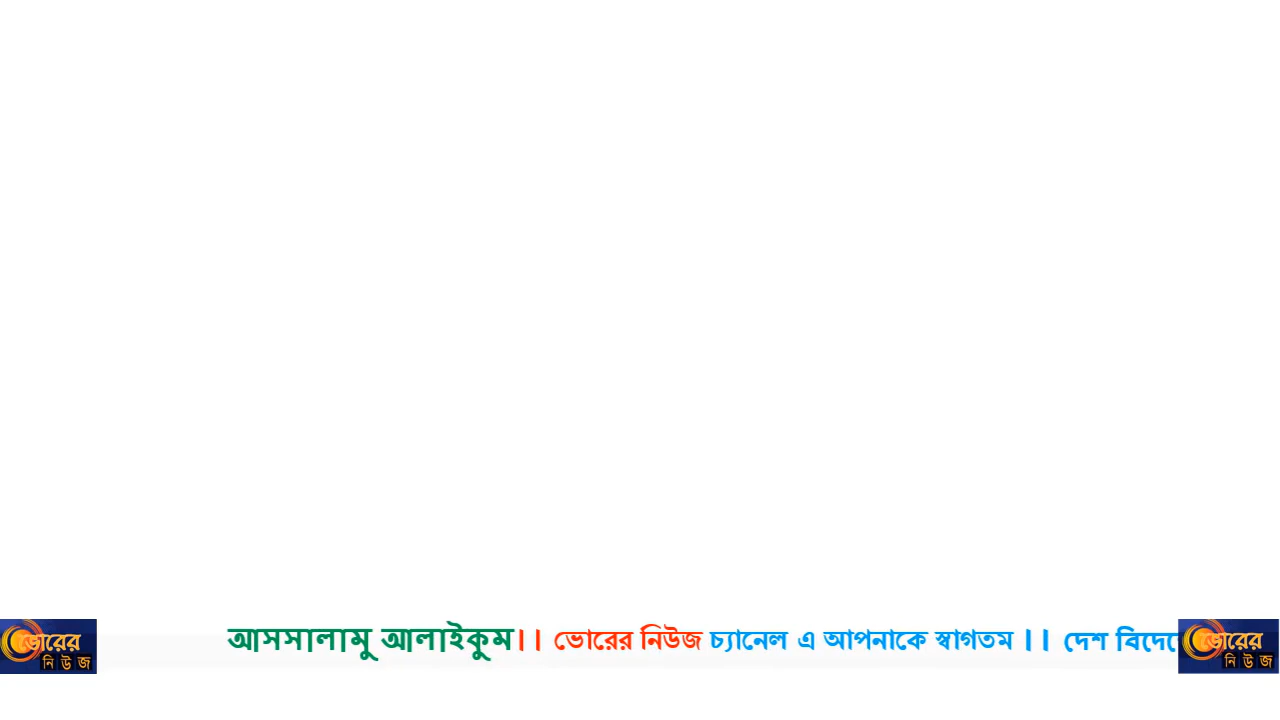 ভোরের
নিউজ
আসসালামু আলাইকুম।। ভোরের নিউজ চ্যানেল এ আপনাকে স্বাগতম ।। দেশ
ভোরের
নিউজ